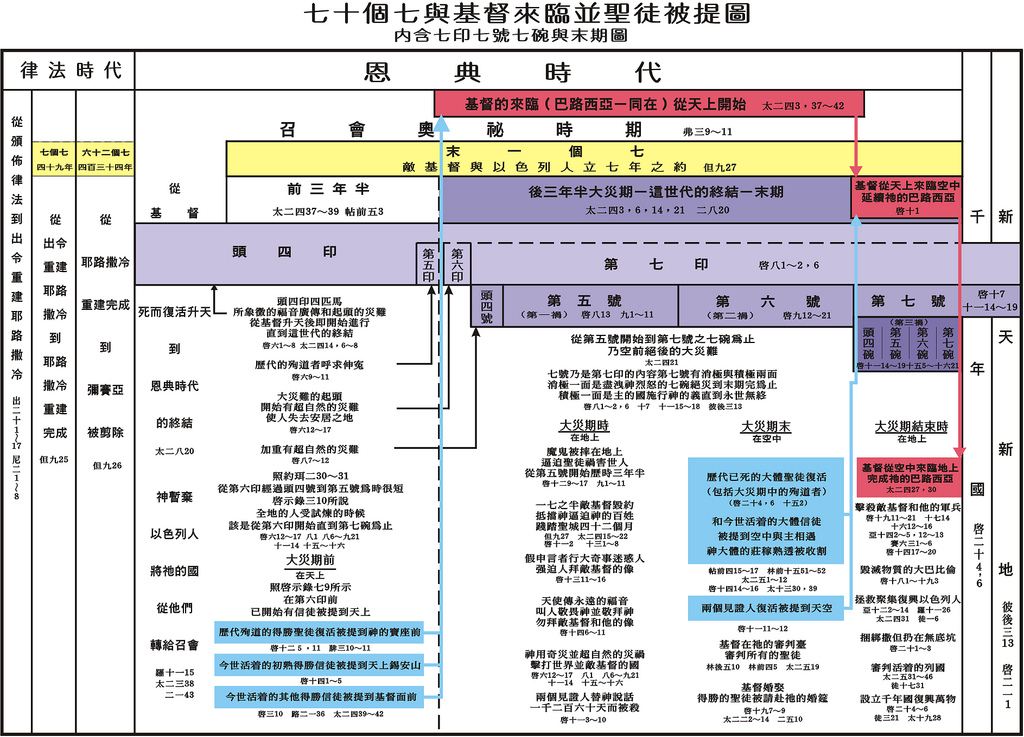 七十個七與基督來臨並聖徒被提圖
內含七印七號七碗與末期圖
律法時代
恩典時代
基督的來臨（巴路西亞—同在）從天上開始 太二四3，37～42
召會奧祕時期 弗三9～11
七個七
四十九年
六十二個七
四百三十四年
末一個七
敵基督與以色列人立七年之約 但九27
從頒佈律法到出令重建耶路撒冷 出二十1～17 尼二1～8
從
出令
重建
耶路
撒冷
到
耶路
撒冷
重建
完成
但九25
從
耶路撒冷
重建完成
到
彌賽亞
被剪除
但九26
從
基督
死而復活升天
到
恩典時代
的終結
太二八20
神暫棄
以色列人
將祂的國
從他們
轉給召會
羅十一15
太二三38
二一43
前三年半
太二四37～39 帖前五3
後三年半大災期—這世代的終結—末期
太二四3，6，14，21 二八20
基督從天上來臨空中
延續祂的巴路西亞
啓十1
頭四印
第五印
第六印
第七印 啓八1～2，6
頭四號
第五號
（第一禍） 啓八13 九1～11
第六號
（第二禍） 啓九12～21
第七號
啓十7
十一14～19
（第三禍）
頭四碗
第五碗
第六碗
第七碗
啓十一14～19 十五5～十六21
頭四印四匹馬
所象徵的福音廣傳和起頭的災難
從基督升天後即開始進行
直到這世代的終結
啓六1～8 太二四14，6～8
歷代的殉道者呼求伸寃
啓六9～11
大災難的起頭
開始有超自然的災難
使人失去安居之地
啓六12～17
加重有超自然的災難
啓八7～12
照約珥二30～31
從第六印經過頭四號到第五號爲時很短
啓示錄三10所說
全地的人受試煉的時候
該是從第六印開始直到第七號爲止
啓六12～17 八1 八6～九21
十一14 十五～十六
大災期前
在天上
照啓示錄七9所示
在第六印前
已開始有信徒被提到天上
歷代殉道的得勝聖徒復活被提到神的寶座前
啓十二5，11 腓三10～11
今世活着的初熟得勝信徒被提到天上錫安山
啓十四1～5
今世活着的其他得勝信徒被提到基督面前
啓三10 路二一36 太二四39～42
從第五號開始到第七號之七碗爲止
乃空前絕後的大災難
太二四21
七號乃是第七印的內容第七號有消極與積極兩面
消極一面是盡洩神烈怒的七碗絕災到末期完爲止
積極一面是主的國施行神的義直到永世無終
啓八1～2，6 十7 十一15～18 彼後三13
大災期時
在地上
魔鬼被摔在地上
逼迫聖徒禍害世人
從第五號開始歷時三年半
啓十二9～17 九1～11
一七之半敵基督毀約
抵擋神逼迫神的百姓
踐踏聖城四十二個月
但九27 太二四15～22
啓十一2 十三1～8
假申言者行大奇事迷惑人
强迫人拜敵基督的像
啓十三11～16
天使傳永遠的福音
叫人敬畏神並敬拜神
勿拜敵基督和他的像
啓十四6～11
神用奇災並超自然的災禍
擊打世界並敵基督的國
啓六12～17 八1 八6～九21
十一14 十五～十六
兩個見證人替神說話
一千二百六十天而被殺
啓十一3～10
大災期末
在空中
歷代已死的大體聖徒復活
（包括大災期中的殉道者）
啓二十4，6 十五2）
和今世活着的大體信徒
被提到空中與主相遇
神大體的莊稼熟透被收割
帖前四15～17 林前十五51～52
太二五1～12
啓十四14～16 太十三30，39
兩個見證人復活被提到天空
啓十一11～12
基督在祂的審判臺
審判所有的聖徒
林後五10 林前四5 太二五19
基督婚娶
得勝的聖徒被請赴祂的婚筵
啓十九7～9
太二二2～14 二五10
大災期結束時
在地上
基督從空中來臨地上
完成祂的巴路西亞
太二四27，30
擊殺敵基督和他的軍兵
啓十九11～21 十七14
十六12～16
亞十四2～5，12～13
賽六三1～6
啓十四17～20
毀滅物質的大巴比倫
啓十八1～十九3
拯救聚集復興以色列人
亞十二2～14 羅十一26
太二四31 徒一6
捆綁撒但扔在無底坑
啓二十1～3
審判活着的列國
太二五31～46
徒十七31
設立千年國復興萬物
啓二十4～6
徒三21 太十九28
千年國 啓二十4，6
新天新地 彼後三13 啓二一1